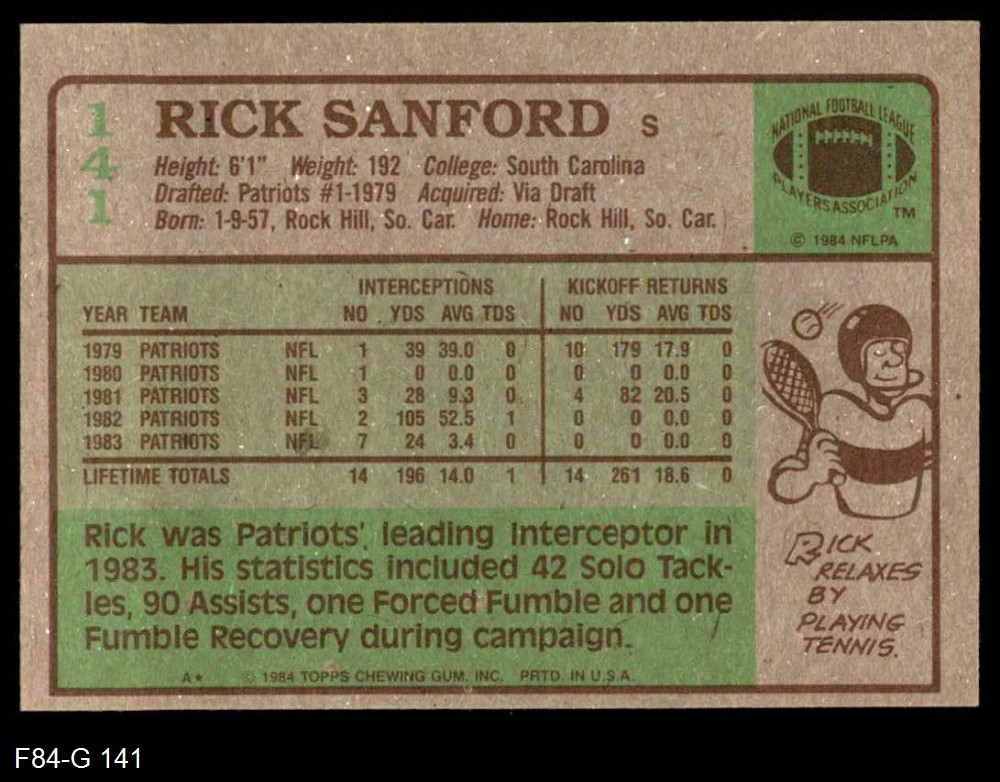 141
RICK SANFORD S
Height: 6'1" Weight: 192 College: South Carolina
Drafted: Patriots #1-1979 Acquired: Via Draft
Born: 1-9-57, Rock Hill, So. Car. Home: Rock Hill, So. Car.
NATIONAL FOOTBALL LEAGUE
PLAYERS ASSOCIATION
TM
© 1984 NFLPA
INTERCEPTIONS KICKOFF RETURNS
YEAR TEAM NO YDS AVG TDS NO YDS AVG TDS
1979 PATRIOTS NFL 1 39 39.0 0 10 179 17.9 0
1980 PATRIOTS NFL 1 0 0.0 0 0 0 0.0 0
1981 PATRIOTS NFL 3 28 9.3 0 4 82 20.5 0
1982 PATRIOTS NFL 2 105 52.5 1 0 0 0.0 0
1983 PATRIOTS NFL 7 24 3.4 0 0 0 0.0 0
LIFETIME TOTALS 14 196 14.0 1 14 261 18.6 0
Rick was Patriots' leading Interceptor in
1983. His statistics included 42 Solo Tack-
les, 90 Assists, one Forced Fumble and one
Fumble Recovery during campaign.
A★ © 1984 TOPPS CHEWING GUM, INC. PRTD. IN U.S.A.
RICK
RELAXES
BY
PLAYING
TENNIS.
F84-G 141